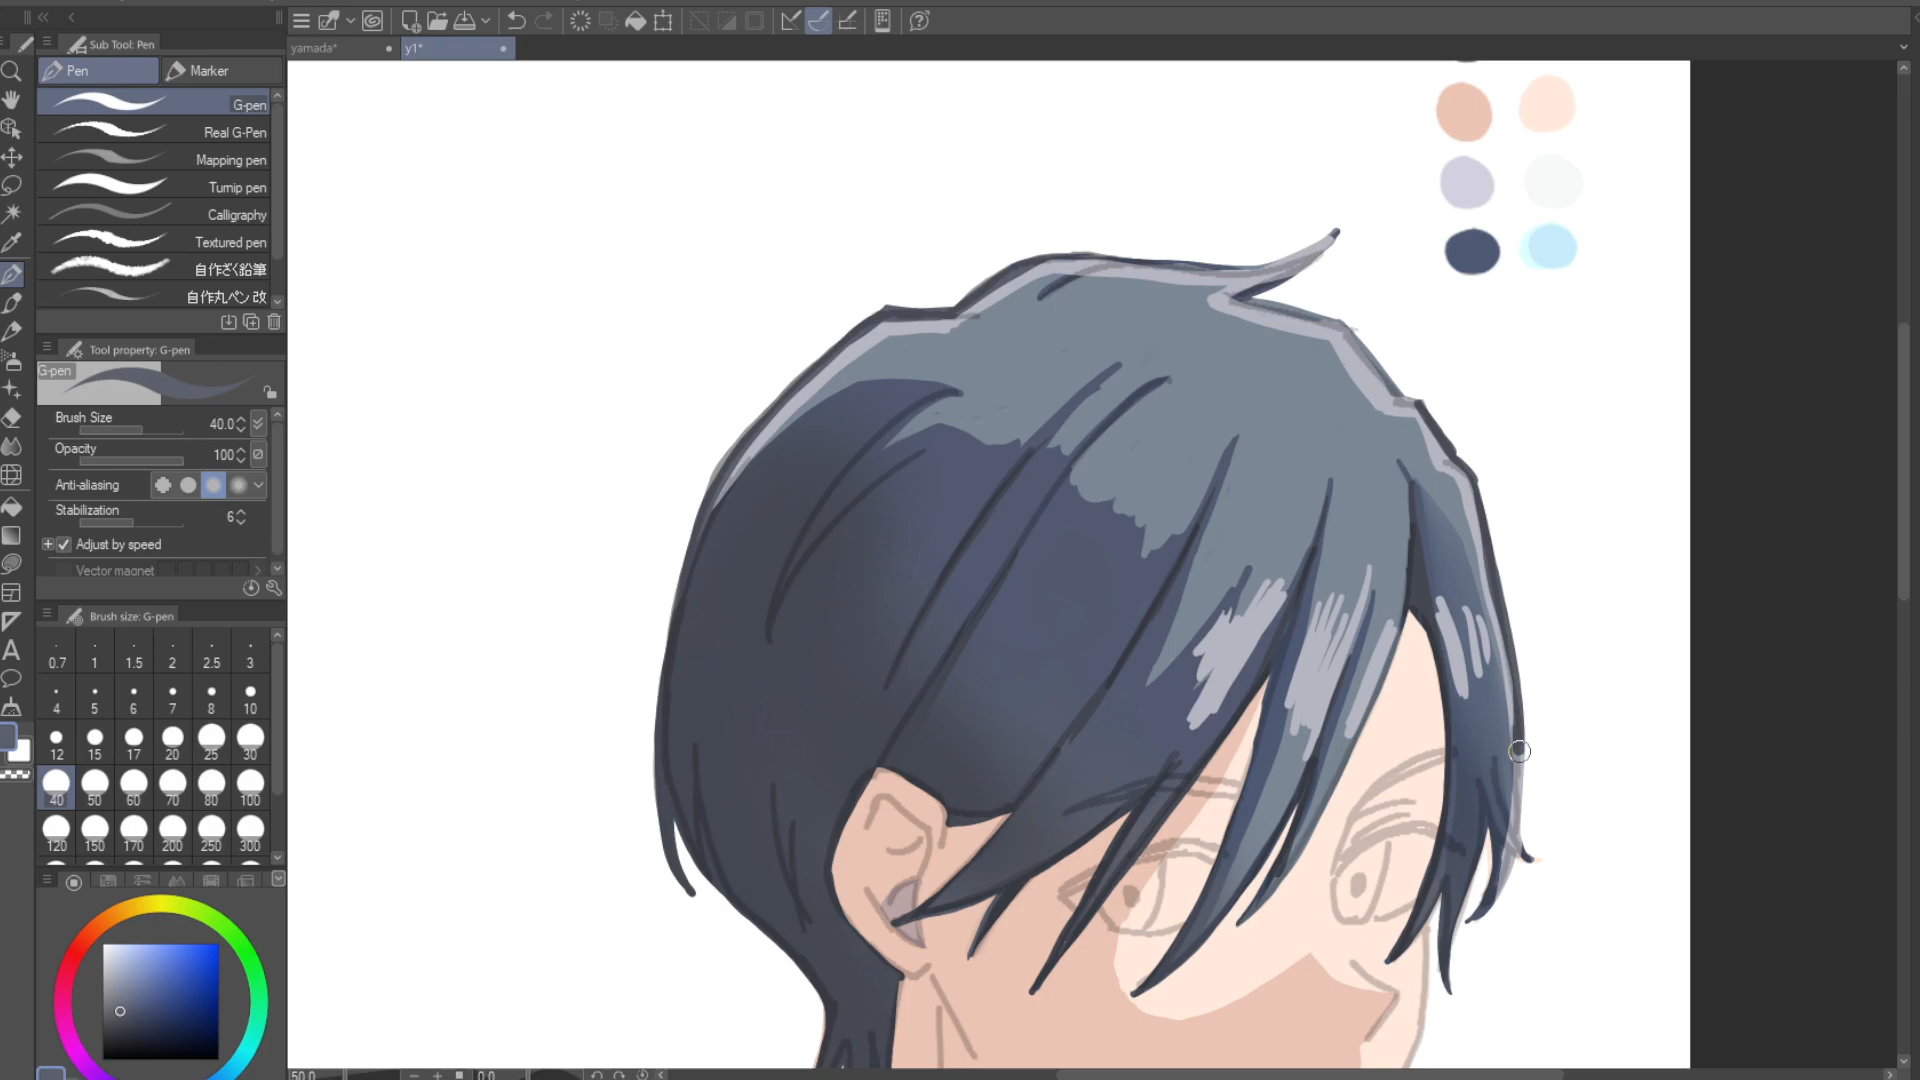 yamada*
y1*
Sub Tool: Pen
Pen
Marker
G-pen
Real G-Pen
Mapping pen
Turnip pen
Calligraphy
Textured pen
自作ざく鉛筆
自作丸ペン 改
Tool property: G-pen
G-pen
Brush Size
40.0
Opacity
100
Anti-aliasing
Stabilization
6
Adjust by speed
Vector magnet
Brush size: G-pen
0.7 1 1.5 2 2.5 3
4 5 6 7 8 10
12 15 17 20 25 30
40 50 60 70 80 100
120 150 170 200 250 300
50.0
0.0